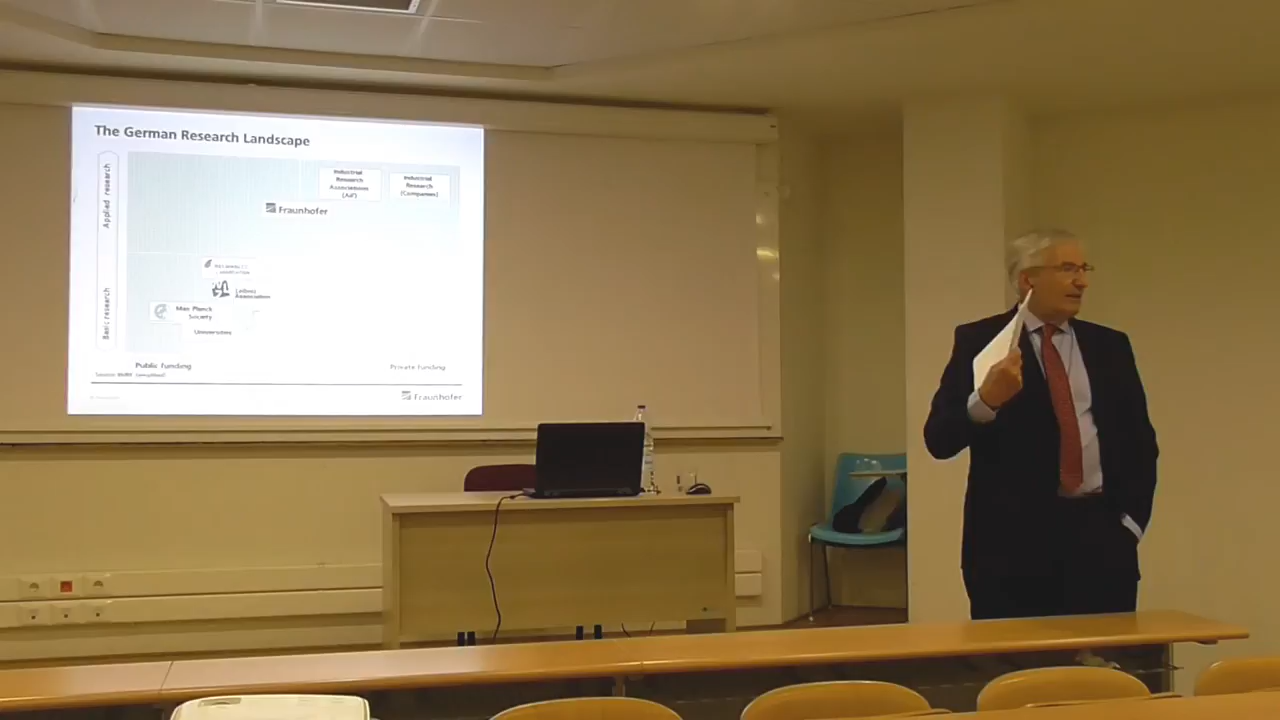 The German Research Landscape
Applied research
Industrial
Research
Associations
(AiF)
Industrial
Research
(Companies)
Fraunhofer
Leibniz
Association
Max Planck
Society
Universities
Basic research
Public funding
Private funding
Fraunhofer